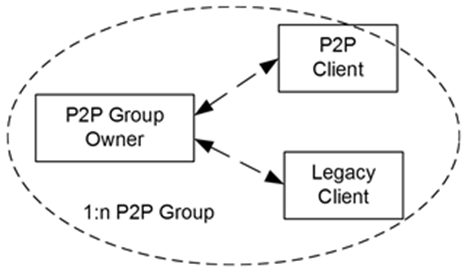 P2P
Client
P2P Group
Owner
Legacy
Client
1:n P2P Group